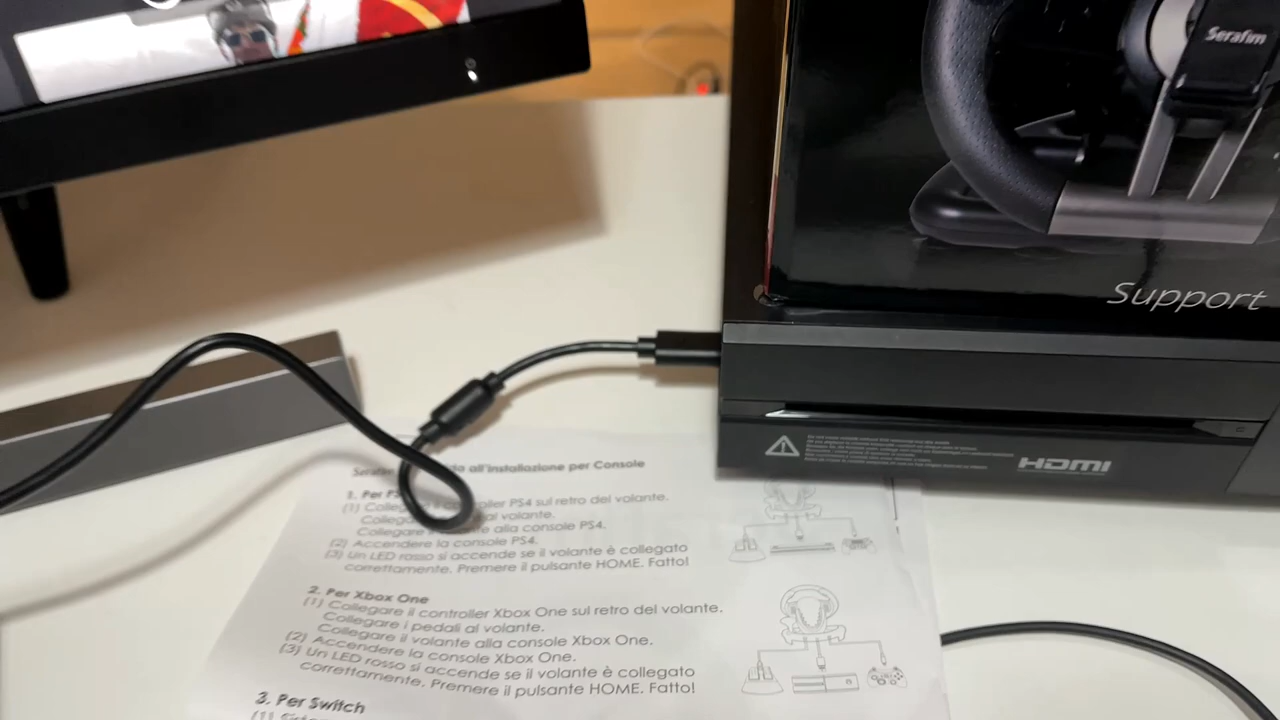 Serafim
Support
HDMI
all'installazione per Console
1. Per
(1) controller PS4 sul retro del volante.
al volante.
Collegare alla console PS4.
(2) Accendere la console PS4.
(3) Un LED rosso si accende se il volante è collegato
correttamente. Premere il pulsante HOME. Fatto!
2. Per Xbox One
(1) Collegare il controller Xbox One sul retro del volante.
Collegare i pedali al volante.
Collegare il volante alla console Xbox One.
(2) Accendere la console Xbox One.
(3) Un LED rosso si accende se il volante è collegato
correttamente. Premere il pulsante HOME. Fatto!
3. Per Switch
(1)